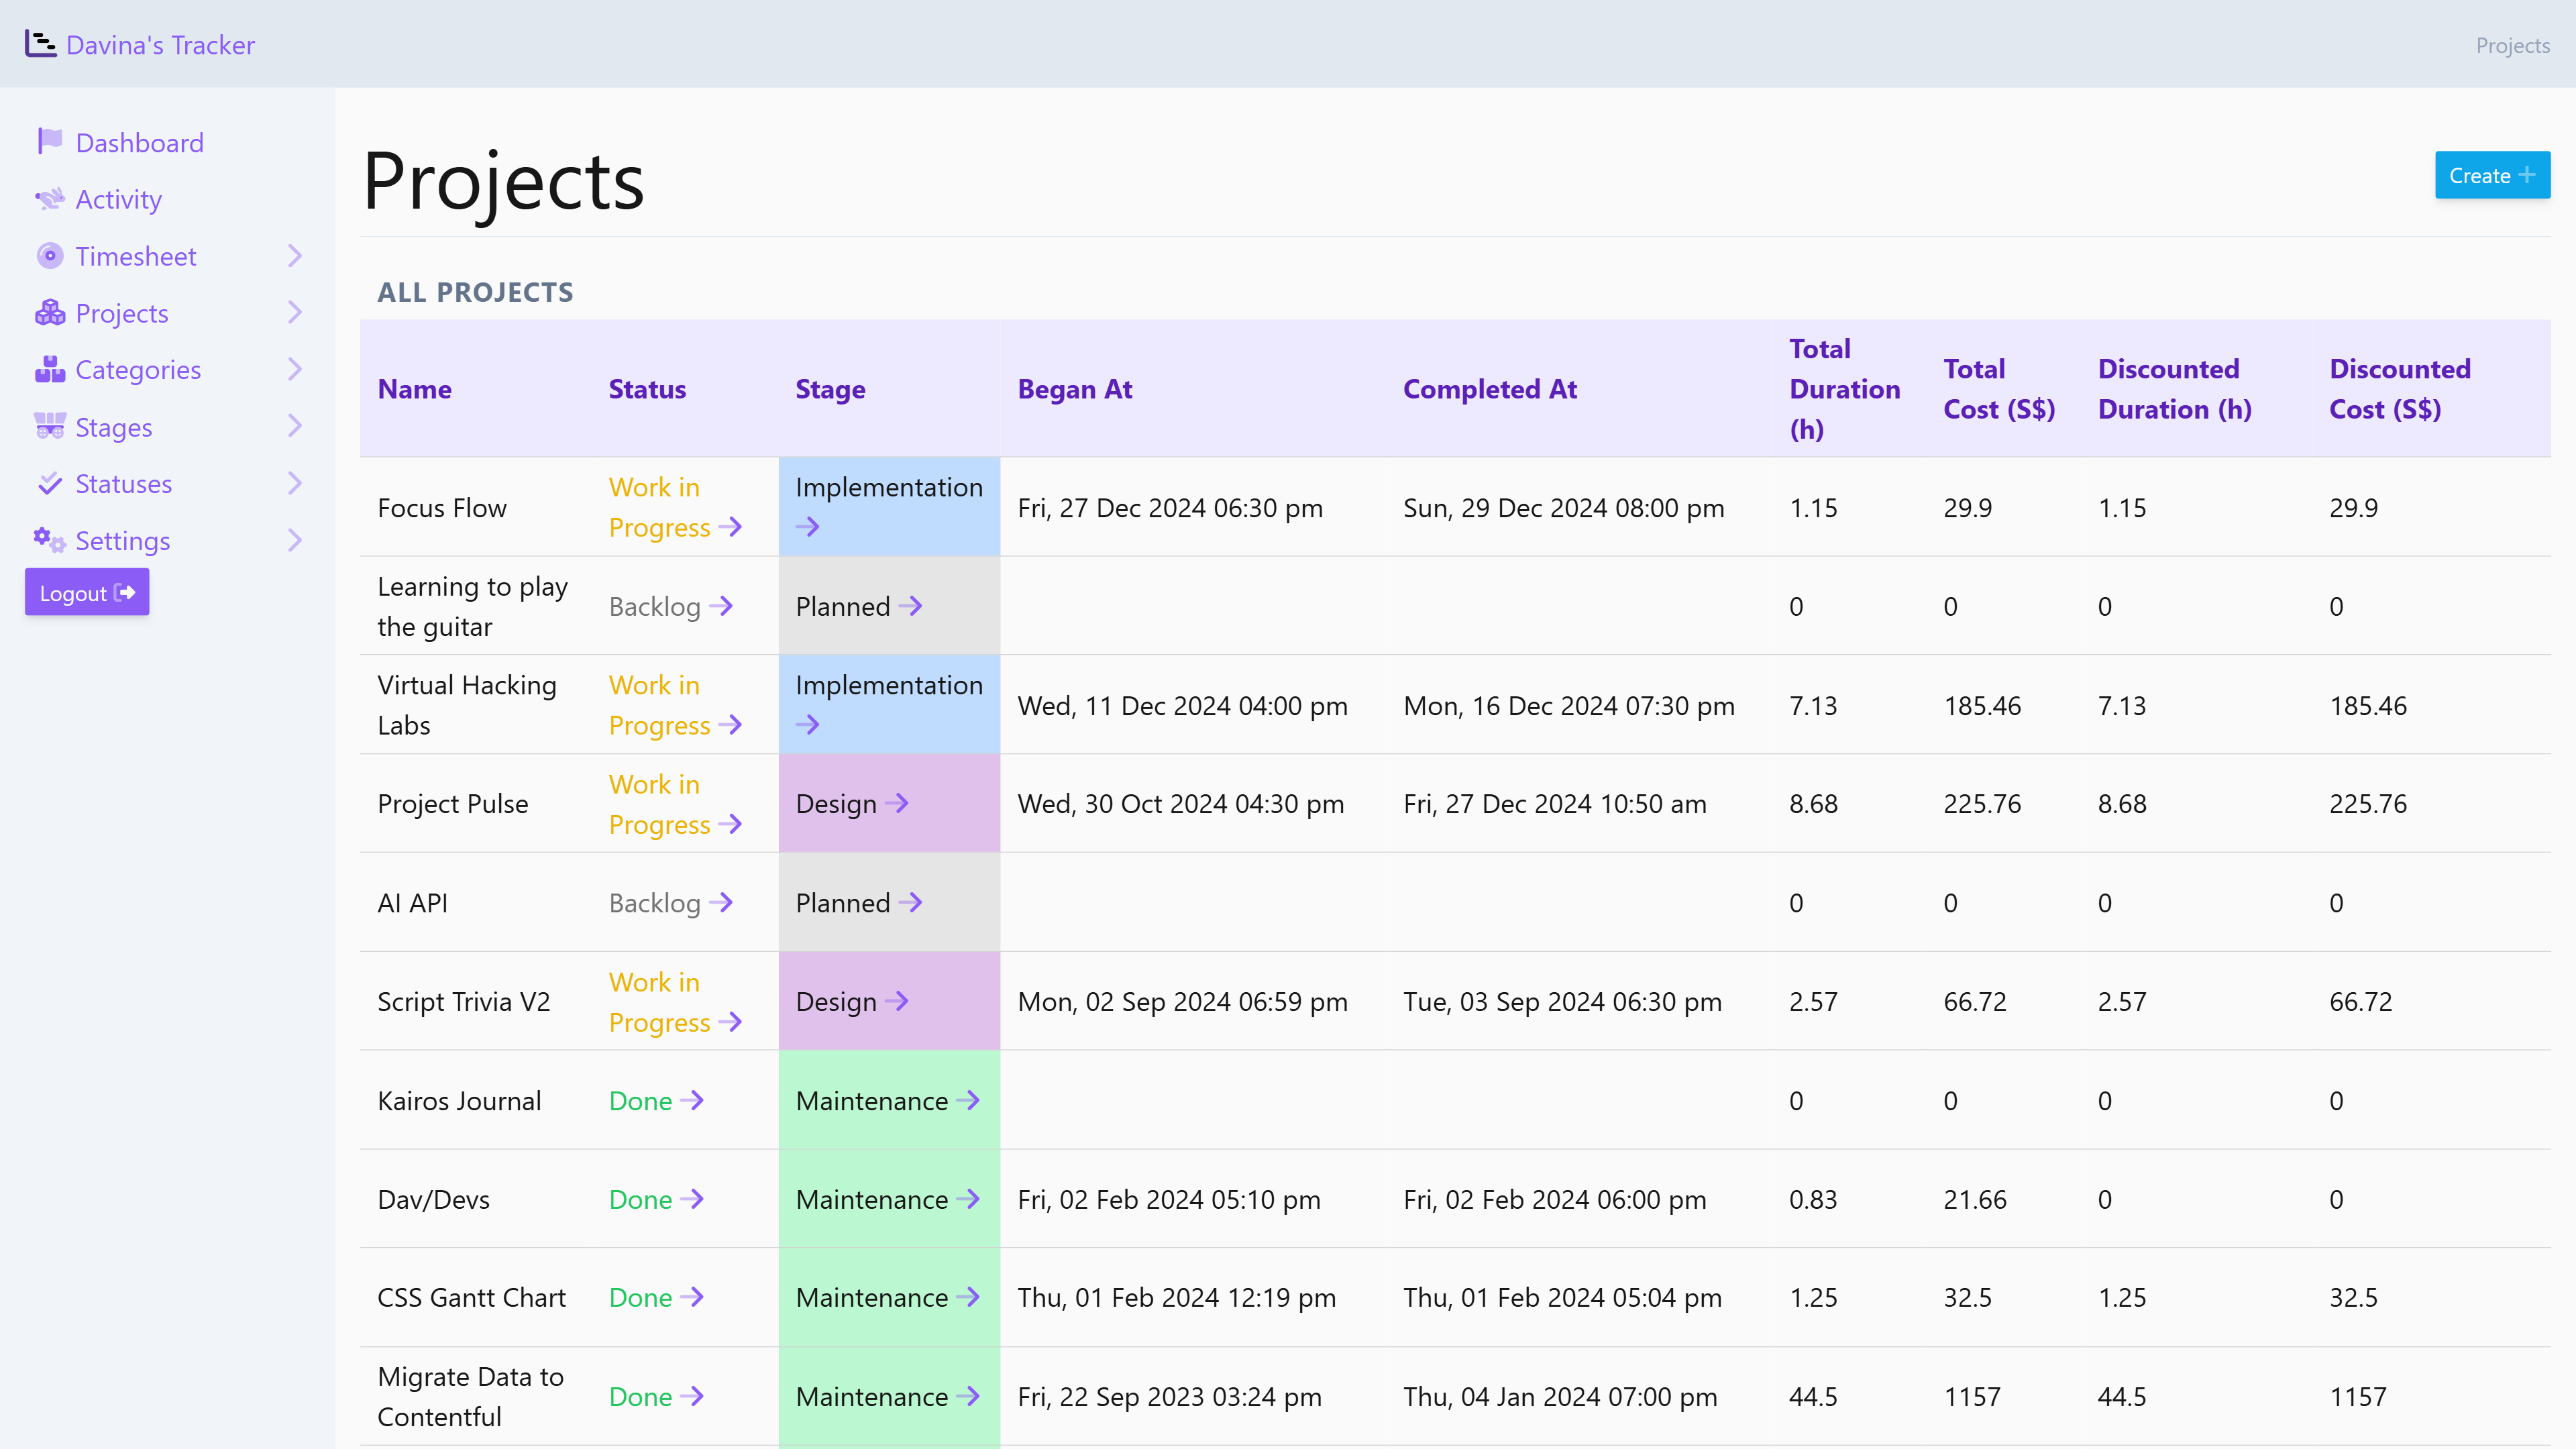 Davina's Tracker
Projects
Dashboard
Activity
Timesheet
Projects
Categories
Stages
Statuses
Settings
Logout
Projects
Create
ALL PROJECTS
Name Status Stage Began At Completed At Total Duration (h) Total Cost (S$) Discounted Duration (h) Discounted Cost (S$)
Focus Flow Work in Progress Implementation Fri, 27 Dec 2024 06:30 pm Sun, 29 Dec 2024 08:00 pm 1.15 29.9 1.15 29.9
Learning to play the guitar Backlog Planned 0 0 0 0
Virtual Hacking Labs Work in Progress Implementation Wed, 11 Dec 2024 04:00 pm Mon, 16 Dec 2024 07:30 pm 7.13 185.46 7.13 185.46
Project Pulse Work in Progress Design Wed, 30 Oct 2024 04:30 pm Fri, 27 Dec 2024 10:50 am 8.68 225.76 8.68 225.76
AI API Backlog Planned 0 0 0 0
Script Trivia V2 Work in Progress Design Mon, 02 Sep 2024 06:59 pm Tue, 03 Sep 2024 06:30 pm 2.57 66.72 2.57 66.72
Kairos Journal Done Maintenance 0 0 0 0
Dav/Devs Done Maintenance Fri, 02 Feb 2024 05:10 pm Fri, 02 Feb 2024 06:00 pm 0.83 21.66 0 0
CSS Gantt Chart Done Maintenance Thu, 01 Feb 2024 12:19 pm Thu, 01 Feb 2024 05:04 pm 1.25 32.5 1.25 32.5
Migrate Data to Contentful Done Maintenance Fri, 22 Sep 2023 03:24 pm Thu, 04 Jan 2024 07:00 pm 44.5 1157 44.5 1157